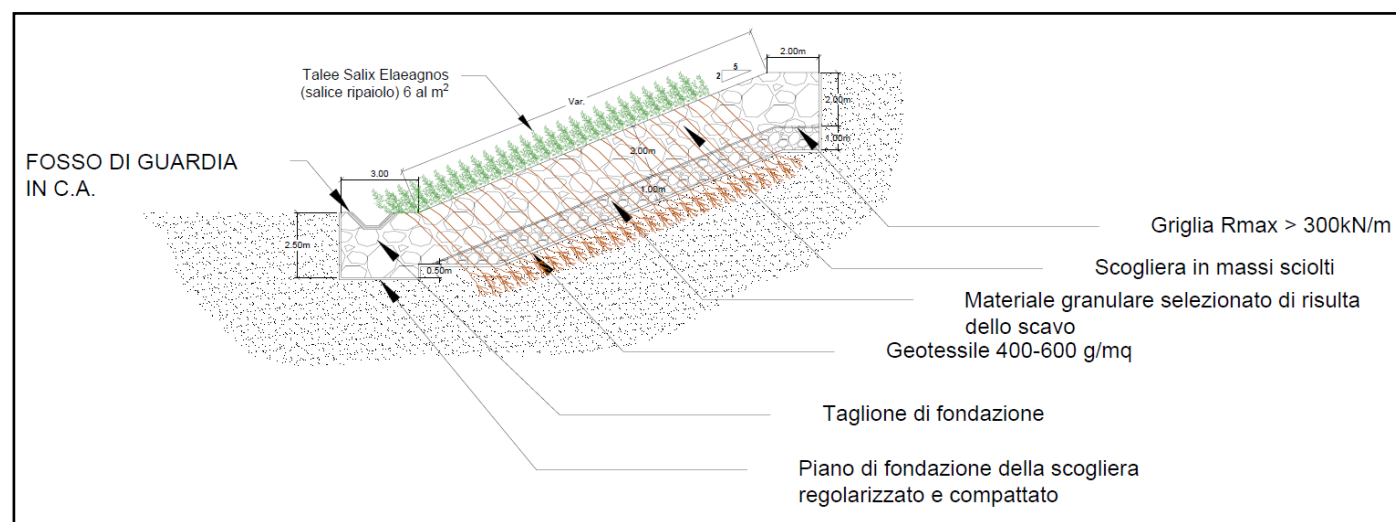 2.00m
5
2
Talee Salix Elaeagnos
(salice ripaiolo) 6 al m²
Var.
2.00m
1.00m
FOSSO DI GUARDIA
IN C.A.
3.00
2.00m
1.00m
2.50m
0.50m
Griglia Rmax > 300kN/m
Scogliera in massi sciolti
Materiale granulare selezionato di risulta
dello scavo
Geotessile 400-600 g/mq
Taglione di fondazione
Piano di fondazione della scogliera
regolarizzato e compattato